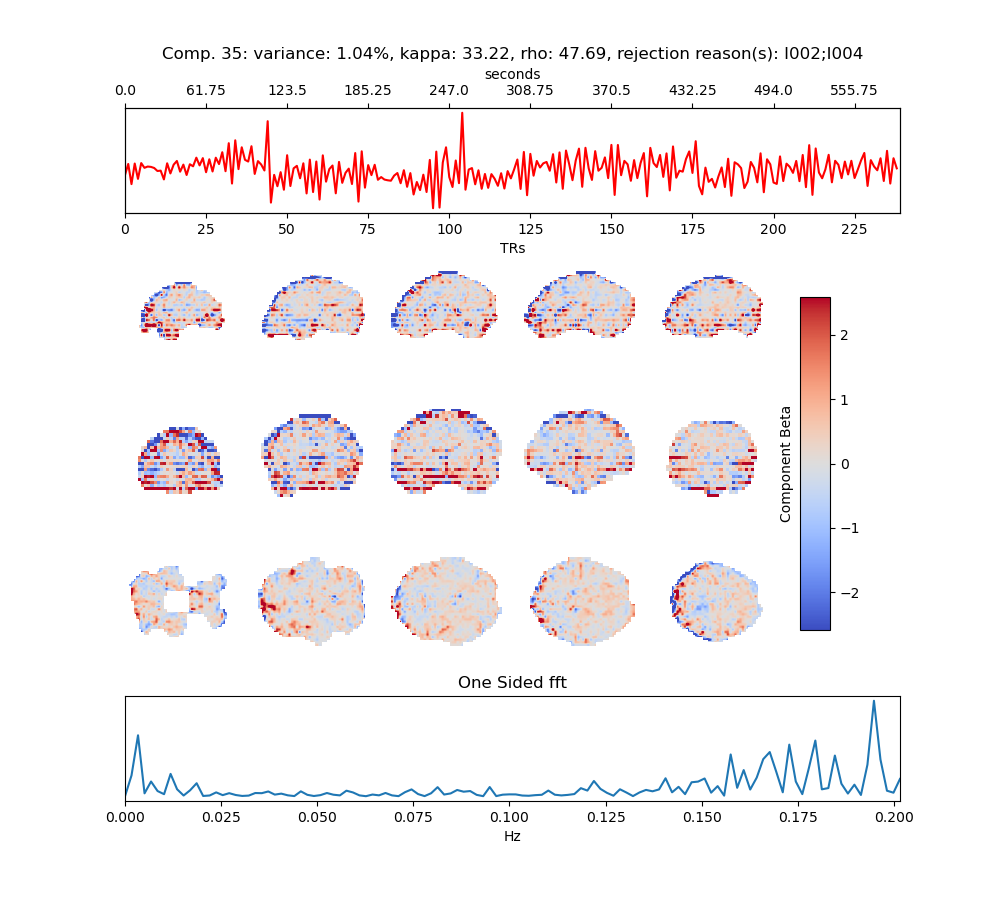 Comp. 35: variance: 1.04%, kappa: 33.22, rho: 47.69, rejection reason(s): I002;I004
seconds
0.0 61.75 123.5 185.25 247.0 308.75 370.5 432.25 494.0 555.75
0 25 50 75 100 125 150 175 200 225
TRs
2
1
0
−1
−2
Component Beta
One Sided fft
0.000 0.025 0.050 0.075 0.100 0.125 0.150 0.175 0.200
Hz